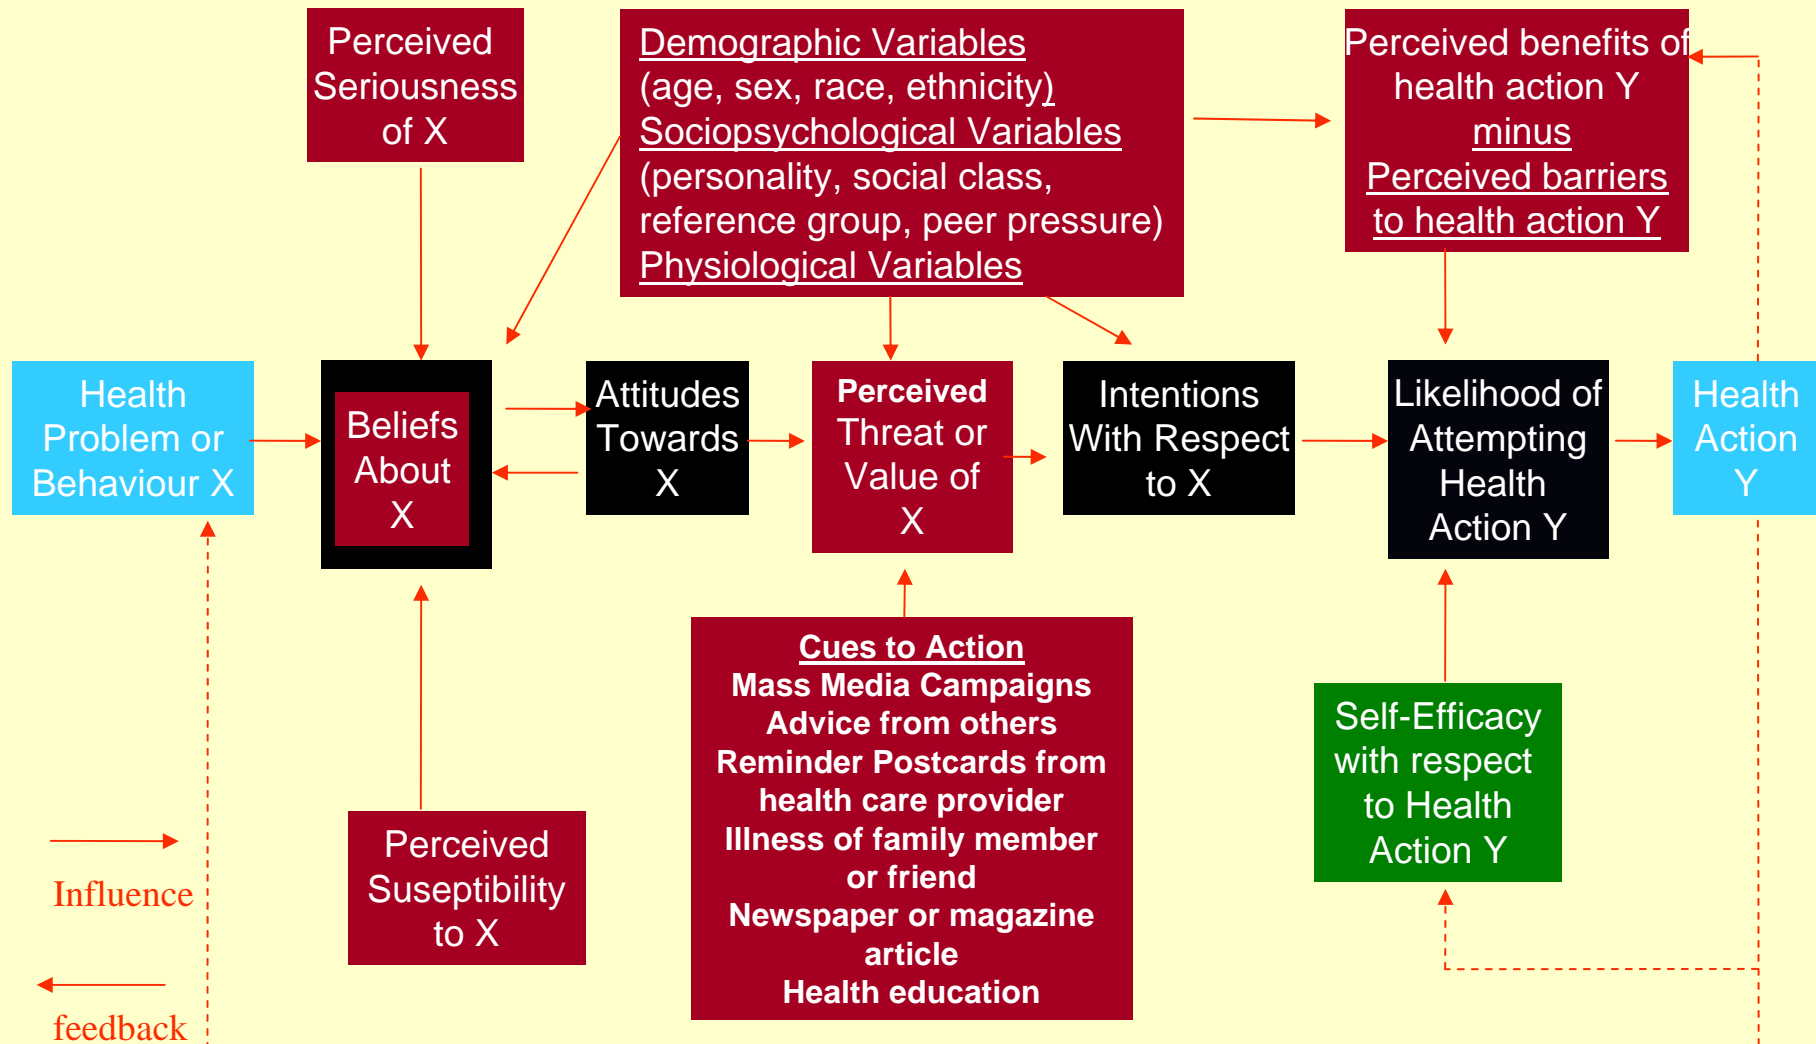 Perceived
Seriousness
of X
Demographic Variables
(age, sex, race, ethnicity)
Sociopsychological Variables
(personality, social class,
reference group, peer pressure)
Physiological Variables
Perceived benefits of
health action Y
minus
Perceived barriers
to health action Y
Health
Problem or
Behaviour X
Beliefs
About
X
Attitudes
Towards
X
Perceived
Threat or
Value of
X
Intentions
With Respect
to X
Likelihood of
Attempting
Health
Action Y
Health
Action
Y
Cues to Action
Mass Media Campaigns
Advice from others
Reminder Postcards from
health care provider
Illness of family member
or friend
Newspaper or magazine
article
Health education
Self-Efficacy
with respect
to Health
Action Y
Perceived
Suseptibility
to X
Influence
feedback